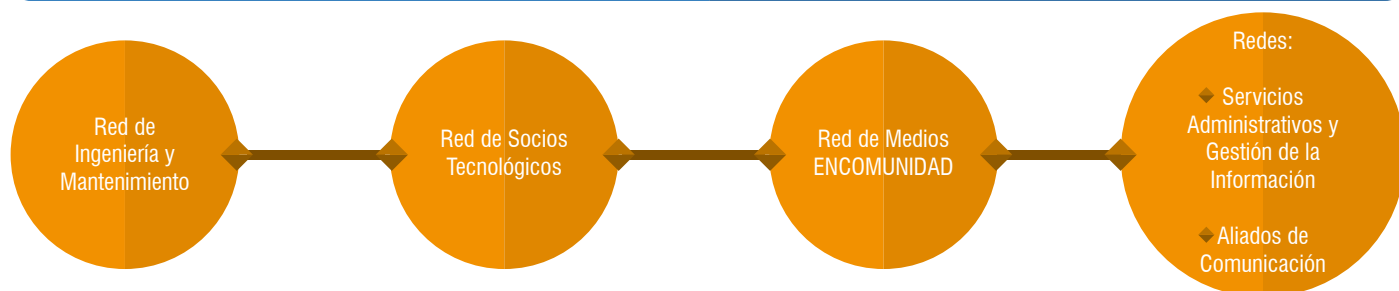 Red de
Ingeniería y
Mantenimiento
Red de Socios
Tecnológicos
Red de Medios
ENCOMUNIDAD
Redes:
Servicios
Administrativos y
Gestión de la
Información
Aliados de
Comunicación